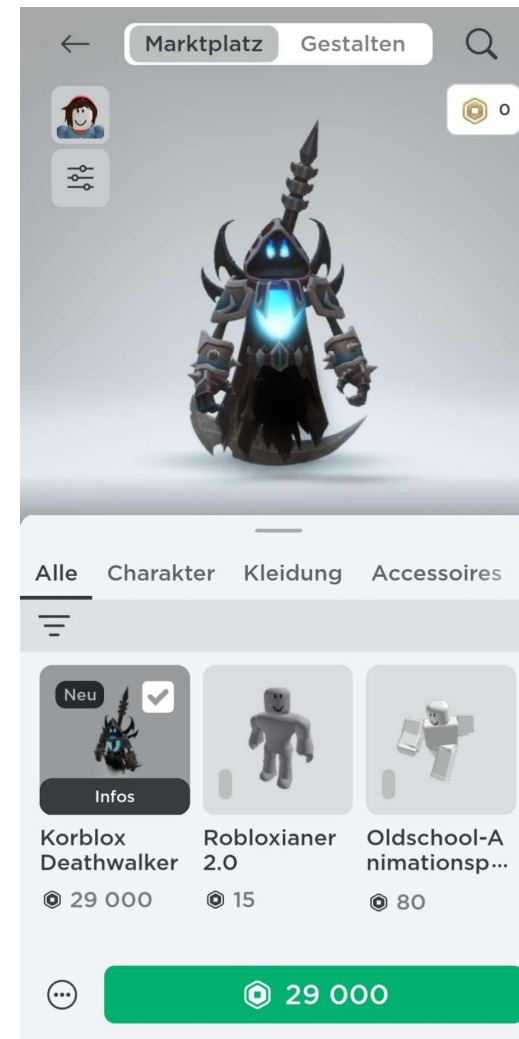 Marktplatz Gestalten
0
Alle Charakter Kleidung Accessoires
Neu
Infos
Korblox
Deathwalker
29 000
Robloxianer
2.0
15
Oldschool-A
nimationsp...
80
29 000